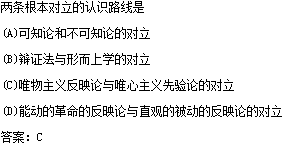 两条根本对立的认识路线是
(A)可知论和不可知论的对立
(B)辩证法与形而上学的对立
(C)唯物主义反映论与唯心主义先验论的对立
(D)能动的革命的反映论与直观的被动的反映论的对立
答案：C